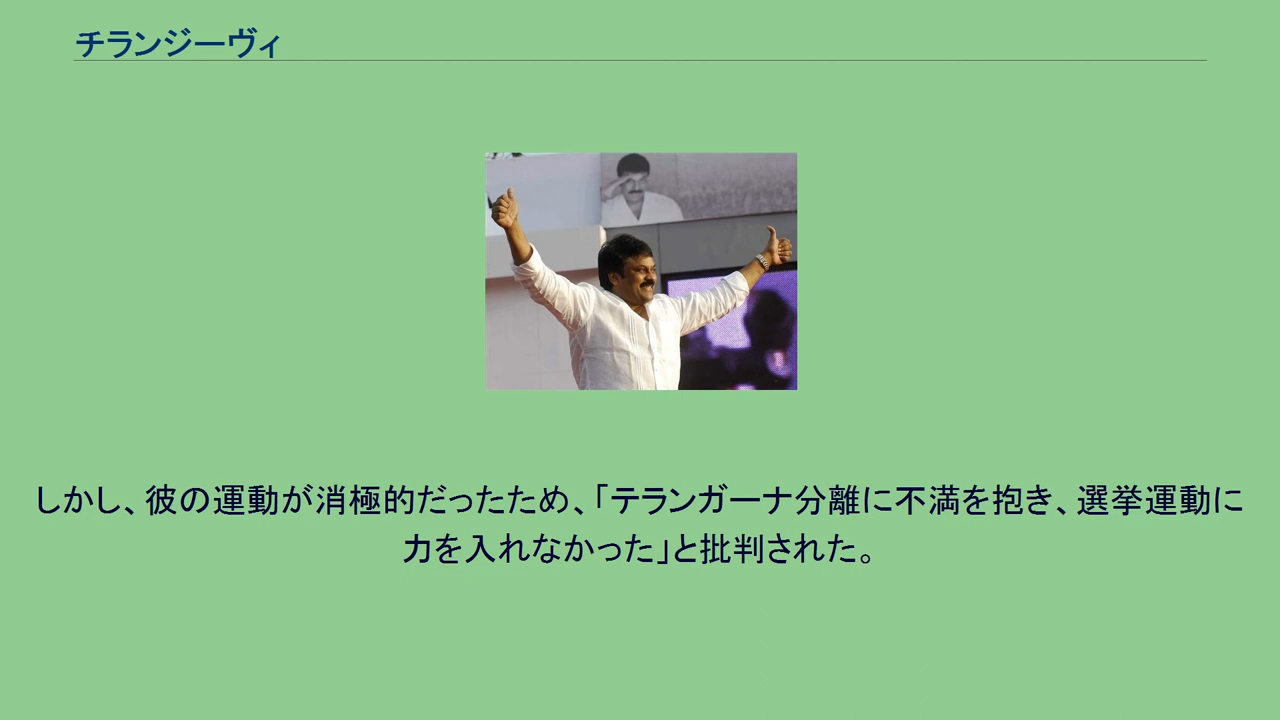 チランジーヴィ
しかし、彼の運動が消極的だったため、「テランガーナ分離に不満を抱き、選挙運動に
力を入れなかった」と批判された。